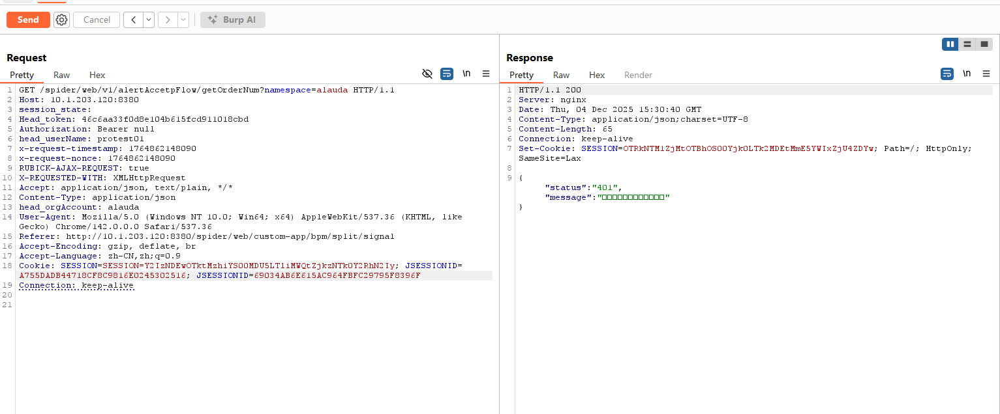 Send
Cancel
Burp AI
Request
Pretty Raw Hex
\n
1 GET /spider/web/v1/alertAccetpFlow/getOrderNum?namespace=alauda HTTP/1.1
2 Host: 10.1.203.120:8380
3 session_state:
4 Head_token: 46c6aa33f0d8e104b615fcd911018cbd
5 Authorization: Bearer null
6 head_userName: protest01
7 x-request-timestamp: 1764862148090
8 x-request-nonce: 1764862148090
9 RUBICK-AJAX-REQUEST: true
10 X-REQUESTED-WITH: XMLHttpRequest
11 Accept: application/json, text/plain, */*
12 Content-Type: application/json
13 head_orgAccount: alauda
14 User-Agent: Mozilla/5.0 (Windows NT 10.0; Win64; x64) AppleWebKit/537.36 (KHTML, like
Gecko) Chrome/142.0.0.0 Safari/537.36
15 Referer: http://10.1.203.120:8380/spider/web/custom-app/bpm/split/signal
16 Accept-Encoding: gzip, deflate, br
17 Accept-Language: zh-CN,zh;q=0.9
18 Cookie: SESSION=SESSION=Y2IzNDEwOTktMzhiYS00MDU5LTliMWQtZjkzNTk0Y2RhN2Iy; JSESSIONID=
A755DADB44718CF8C9816E0245302516; JSESSIONID=69034AB6E615AC964FBFC29795F8396F
19 Connection: keep-alive
20
21
Response
Pretty Raw Hex Render
\n
1 HTTP/1.1 200
2 Server: nginx
3 Date: Thu, 04 Dec 2025 15:30:40 GMT
4 Content-Type: application/json;charset=UTF-8
5 Content-Length: 65
6 Connection: keep-alive
7 Set-Cookie: SESSION=OTRkNTM1ZjMtOTBhOS00Yjk0LTk2MDEtMmE5YWIxZjU4ZDYw; Path=/; HttpOnly;
SameSite=Lax
8
9 {
"status":"401",
"message":"□□□□□□□□□□□□"
}